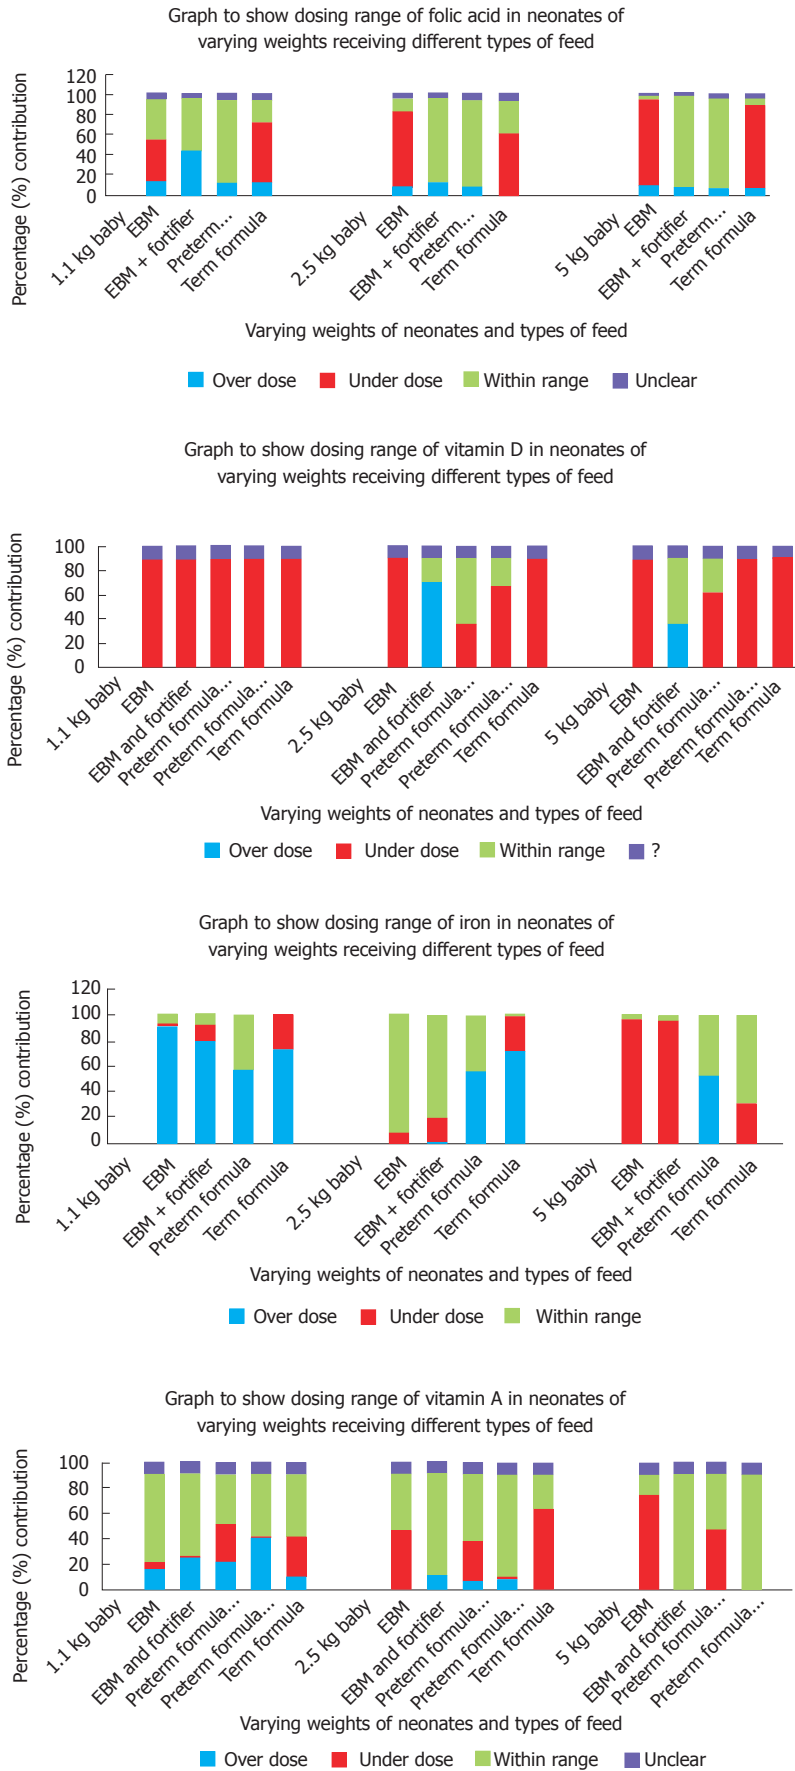 Graph to show dosing range of folic acid in neonates of
varying weights receiving different types of feed
Percentage (%) contribution
120
100
80
60
40
20
0
1.1 kg baby
EBM
EBM + fortifier
Preterm...
Term formula
2.5 kg baby
EBM
EBM + fortifier
Preterm...
Term formula
5 kg baby
EBM
EBM + fortifier
Preterm...
Term formula
Varying weights of neonates and types of feed
Over dose Under dose Within range Unclear
Graph to show dosing range of vitamin D in neonates of
varying weights receiving different types of feed
Percentage (%) contribution
100
80
60
40
20
0
1.1 kg baby
EBM
EBM and fortifier
Preterm formula...
Preterm formula...
Term formula
2.5 kg baby
EBM
EBM and fortifier
Preterm formula...
Preterm formula...
Term formula
5 kg baby
EBM
EBM and fortifier
Preterm formula...
Preterm formula...
Term formula
Varying weights of neonates and types of feed
Over dose Under dose Within range ?
Graph to show dosing range of iron in neonates of
varying weights receiving different types of feed
Percentage (%) contribution
120
100
80
60
40
20
0
1.1 kg baby
EBM
EBM + fortifier
Preterm formula
Term formula
2.5 kg baby
EBM
EBM + fortifier
Preterm formula
Term formula
5 kg baby
EBM
EBM + fortifier
Preterm formula
Term formula
Varying weights of neonates and types of feed
Over dose Under dose Within range
Graph to show dosing range of vitamin A in neonates of
varying weights receiving different types of feed
Percentage (%) contribution
100
80
60
40
20
0
1.1 kg baby
EBM
EBM and fortifier
Preterm formula...
Preterm formula...
Term formula
2.5 kg baby
EBM
EBM and fortifier
Preterm formula...
Preterm formula...
Term formula
5 kg baby
EBM
EBM and fortifier
Preterm formula...
Preterm formula...
Varying weights of neonates and types of feed
Over dose Under dose Within range Unclear